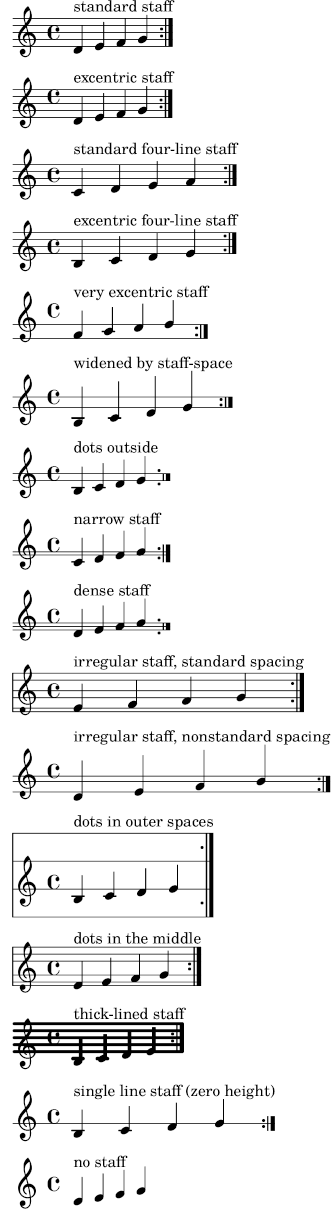 standard staff
excentric staff
standard four-line staff
excentric four-line staff
very excentric staff
widened by staff-space
dots outside
narrow staff
dense staff
irregular staff, standard spacing
irregular staff, nonstandard spacing
dots in outer spaces
dots in the middle
thick-lined staff
single line staff (zero height)
no staff